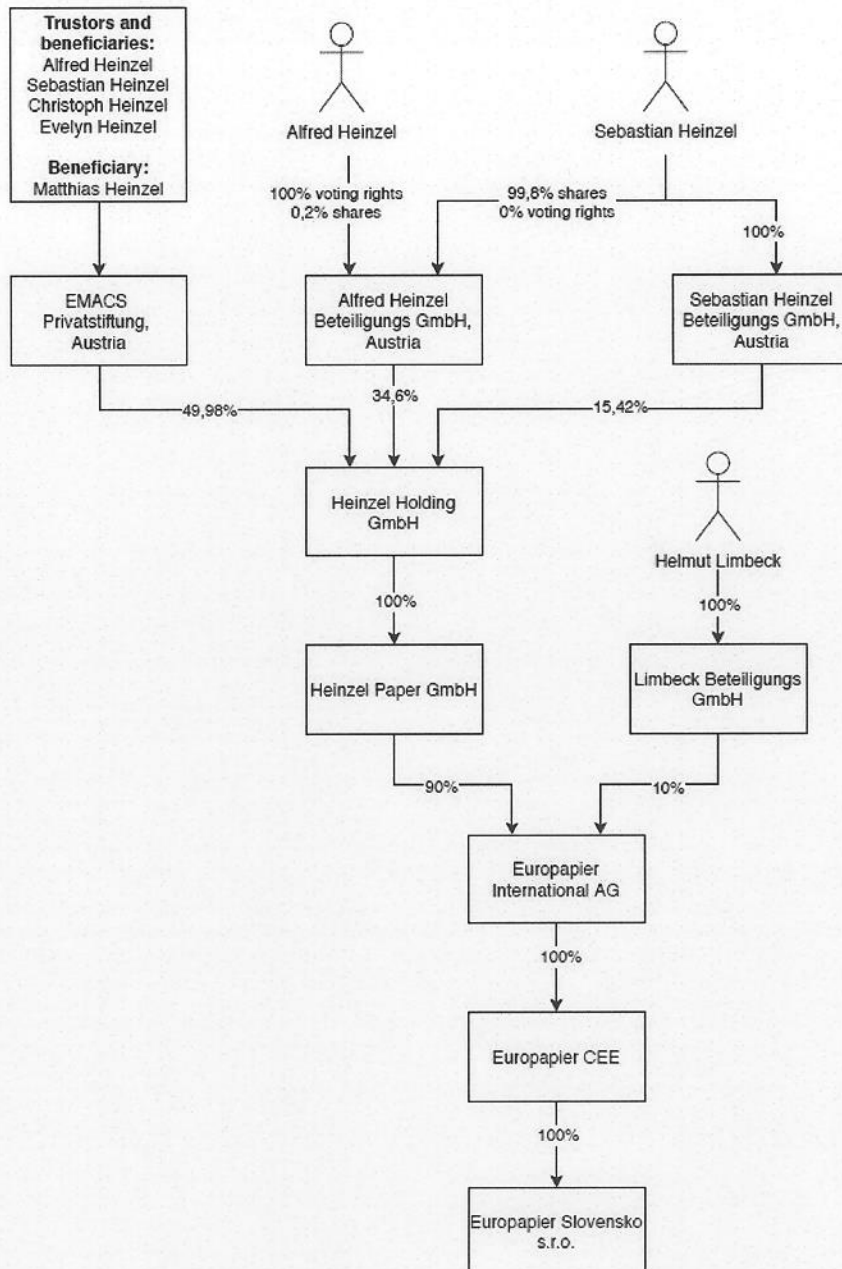 Trustors and
beneficiaries:
Alfred Heinzel
Sebastian Heinzel
Christoph Heinzel
Evelyn Heinzel
Beneficiary:
Matthias Heinzel
Alfred Heinzel
Sebastian Heinzel
100% voting rights
0,2% shares
99,8% shares
0% voting rights
100%
EMACS
Privatstiftung,
Austria
Alfred Heinzel
Beteiligungs GmbH,
Austria
Sebastian Heinzel
Beteiligungs GmbH,
Austria
49,98%
34,6%
15,42%
Heinzel Holding
GmbH
Helmut Limbeck
100%
100%
Heinzel Paper GmbH
Limbeck Beteiligungs
GmbH
90%
10%
Europapier
International AG
100%
Europapier CEE
100%
Europapier Slovensko
s.r.o.